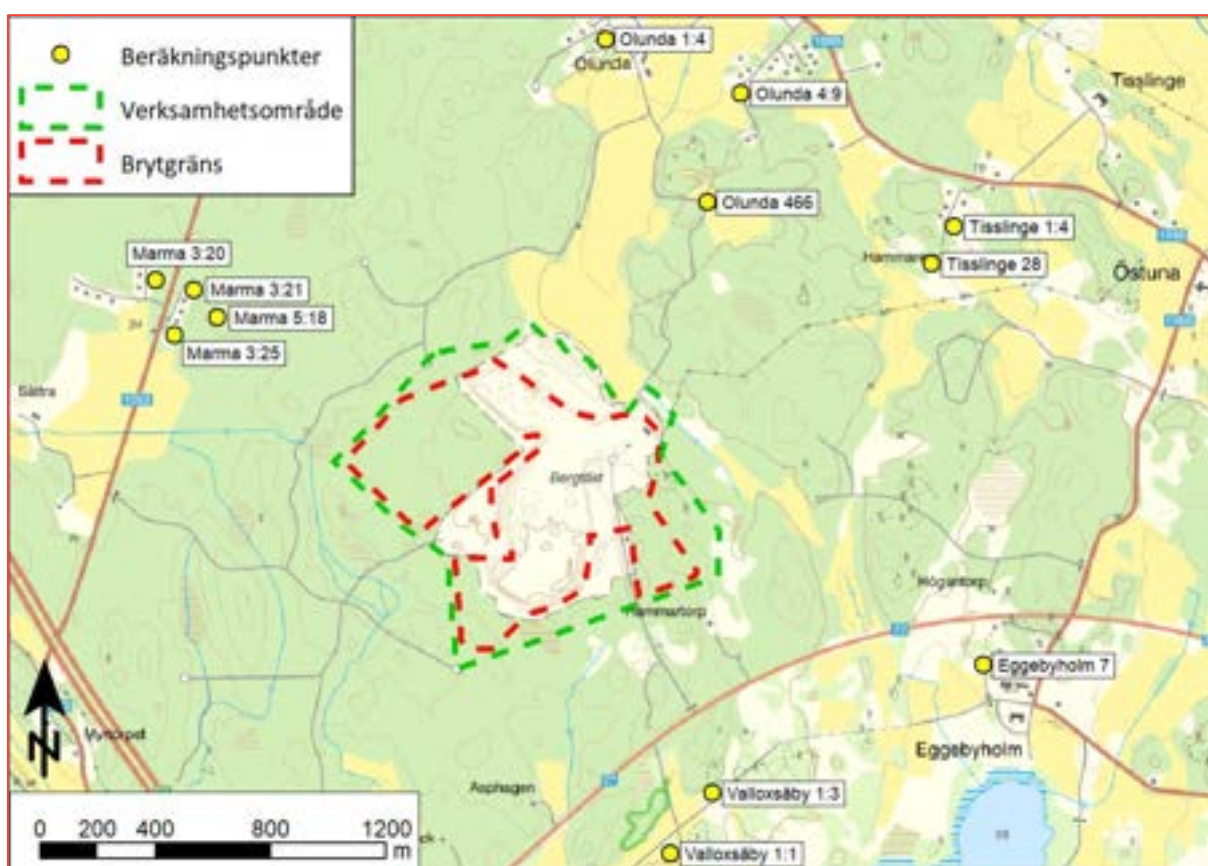 Beräkningspunkter
Verksamhetsområde
Brytgräns
Olunda 1:4
Olunda
Olunda 4:9
Tisslinge
Olunda 466
Tisslinge 1:4
Tisslinge 28
Östuna
Marma 3:20
Marma 3:21
Marma 5:18
Marma 3:25
Sättra
Bergtäkt
Högantorp
Hammartorp
77
Eggebyholm 7
Eggebyholm
Asphagen
Valloxsäby 1:3
Valloxsäby 1:1
N
0 200 400 800 1200
m